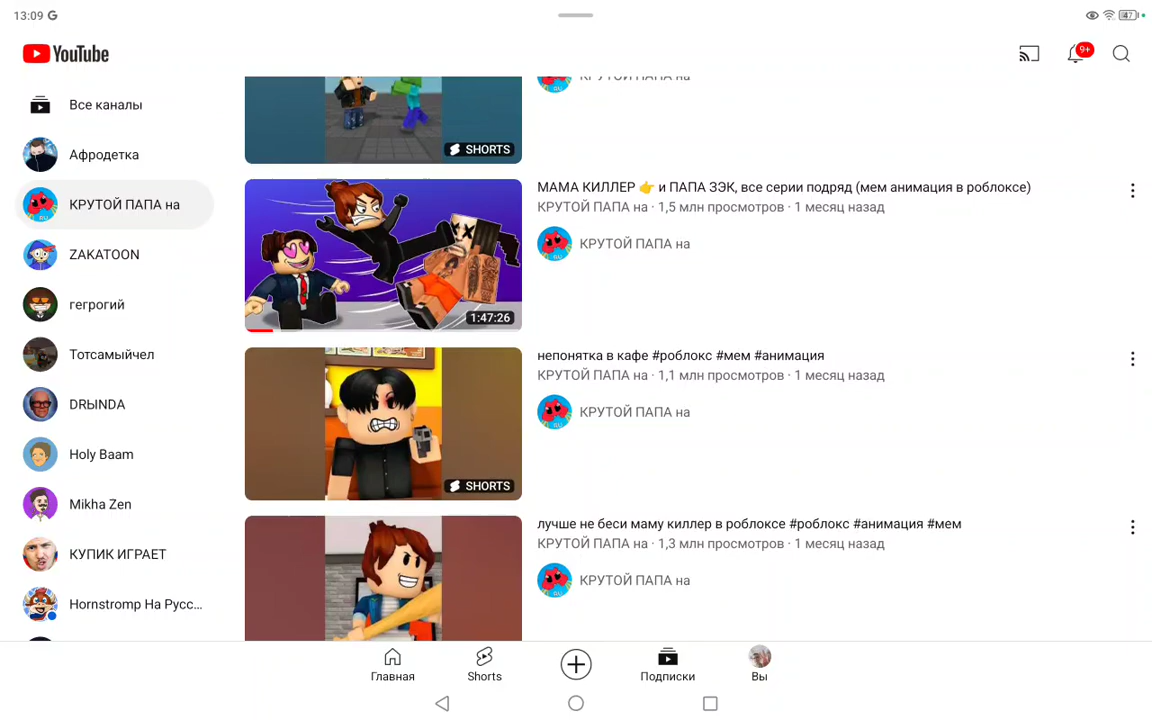 13:09 G
47
YouTube
9+
Все каналы
Афродетка
КРУТОЙ ПАПА на
ZAKATOON
гегрогий
Тотсамыйчел
DRЫNDA
Holy Baam
Mikha Zen
КУПИК ИГРАЕТ
Hornstromp На Русс...
КРУТОЙ ПАПА на
SHORTS
МАМА КИЛЛЕР 👉 и ПАПА ЗЭК, все серии подряд (мем анимация в роблоксе)
КРУТОЙ ПАПА на · 1,5 млн просмотров · 1 месяц назад
КРУТОЙ ПАПА на
1:47:26
непонятка в кафе #роблокс #мем #анимация
КРУТОЙ ПАПА на · 1,1 млн просмотров · 1 месяц назад
КРУТОЙ ПАПА на
SHORTS
лучше не беси маму киллер в роблоксе #роблокс #анимация #мем
КРУТОЙ ПАПА на · 1,3 млн просмотров · 1 месяц назад
КРУТОЙ ПАПА на
Главная
Shorts
Подписки
Вы